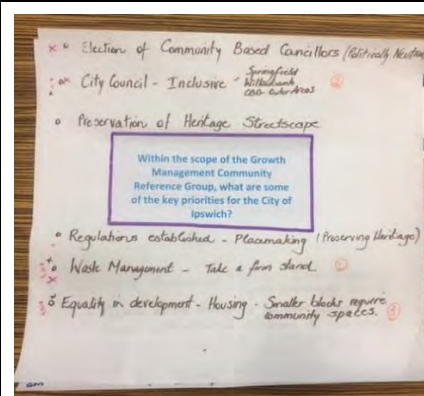 Election of Community Based Councillors (Politically Neutral
City Council - Inclusive - Springfield
Willowbank
CBD Outer Areas
Preservation of Heritage Streetscape
Within the scope of the Growth
Management Community
Reference Group, what are some
of the key priorities for the City of
Ipswich?
Regulations established - Placemaking (Preserving Heritage)
Waste Management - Take a firm stand
Equality in development - Housing - Smaller blocks require
community spaces.